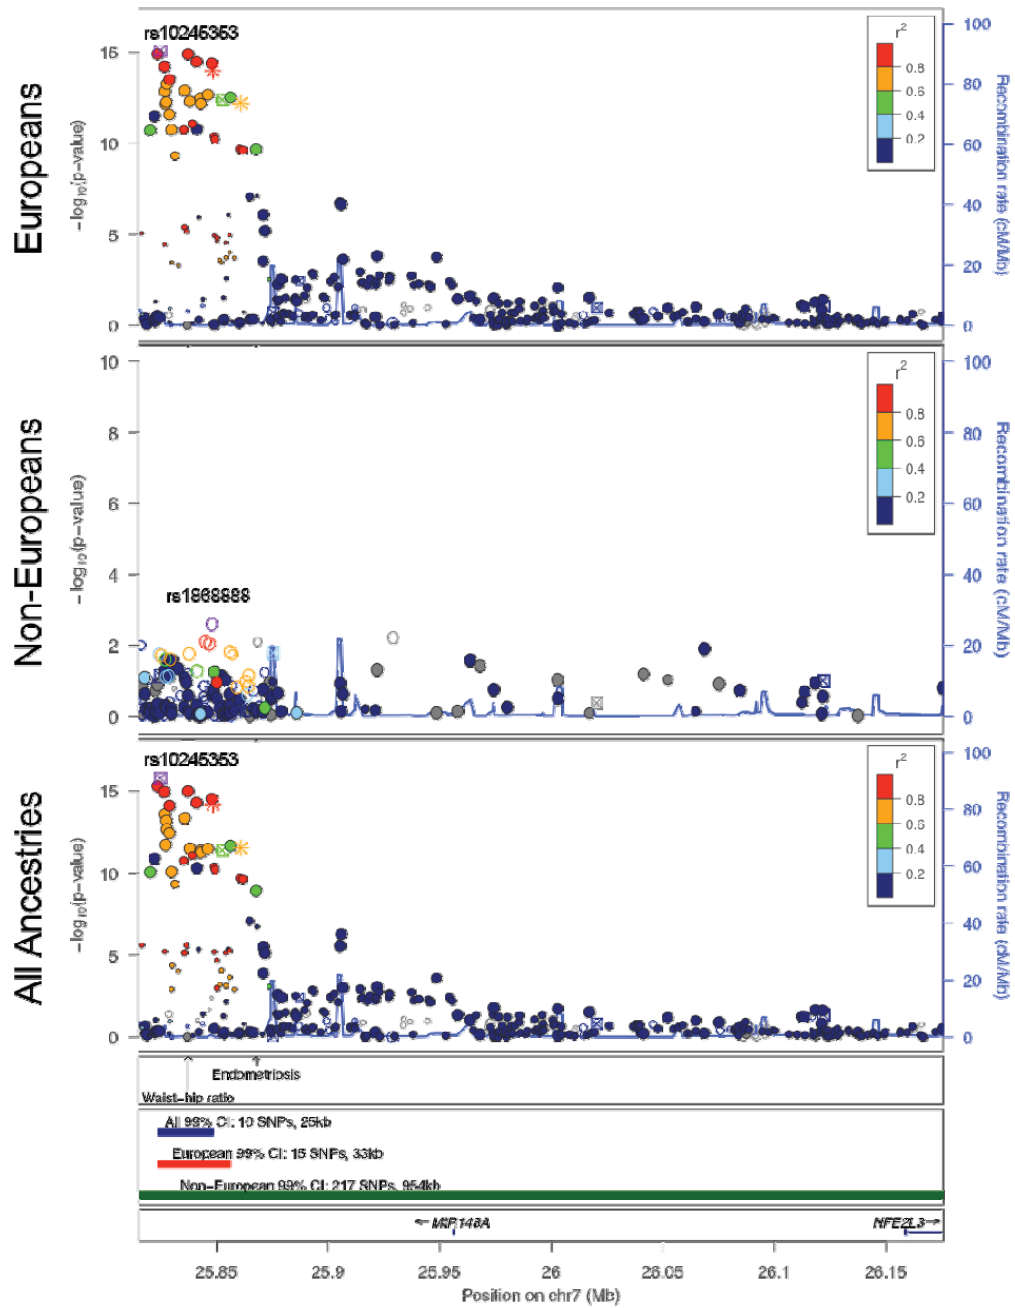 Europeans
rs10245353
−log10(p−value)
15
10
5
0
r2
0.8
0.6
0.4
0.2
100
80
60
40
20
0
Recombination rate (cM/Mb)
Non-Europeans
rs1868688
−log10(p−value)
10
8
6
4
2
0
r2
0.8
0.6
0.4
0.2
100
80
60
40
20
0
Recombination rate (cM/Mb)
All Ancestries
rs10245353
−log10(p−value)
15
10
5
0
r2
0.8
0.6
0.4
0.2
100
80
60
40
20
0
Recombination rate (cM/Mb)
Endometriosis
Waist−hip ratio
All 99% CI: 10 SNPs, 25kb
European 99% CI: 15 SNPs, 33kb
Non−European 99% CI: 217 SNPs, 954kb
← MIR148A
NFE2L3→
25.85
25.9
25.95
26
26.05
26.1
26.15
Position on chr7 (Mb)